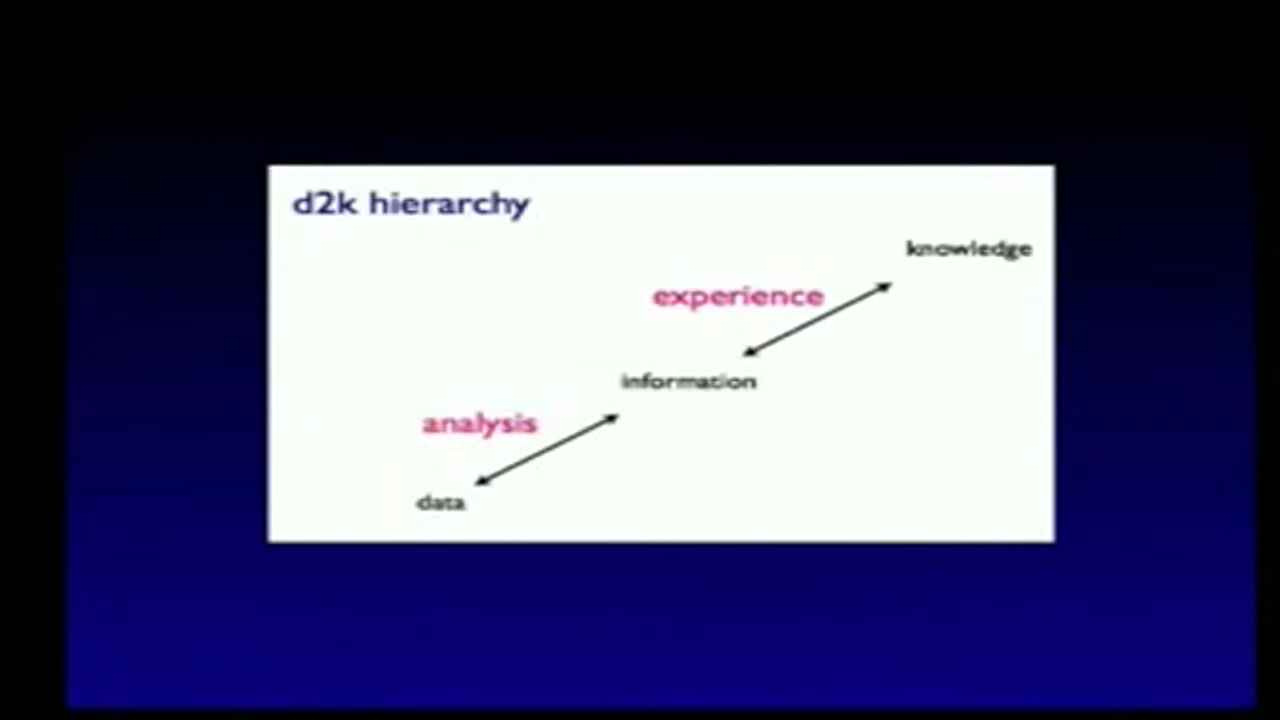 d2k hierarchy
knowledge
experience
information
analysis
data